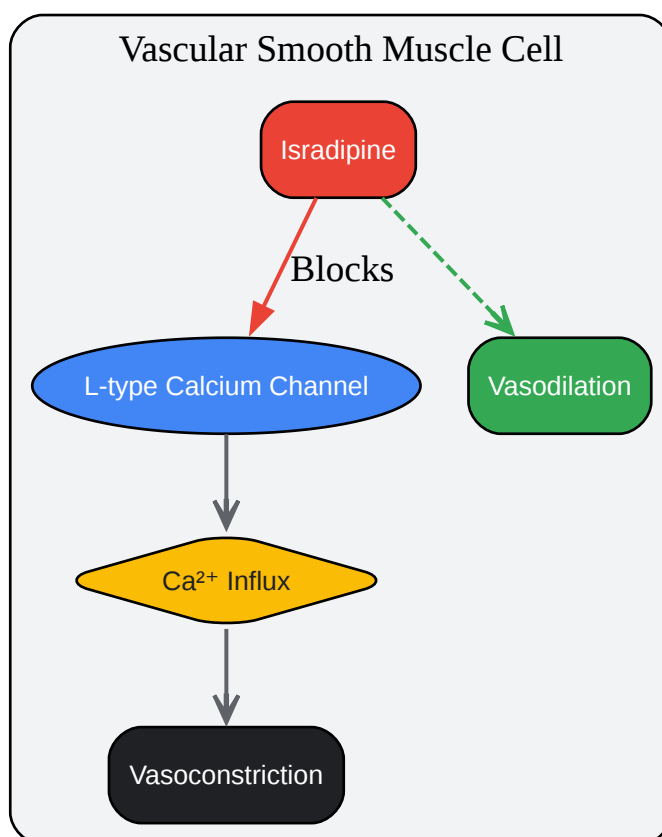 Vascular Smooth Muscle Cell
Isradipine
Blocks
L-type Calcium Channel
Vasodilation
Ca²⁺ Influx
Vasoconstriction